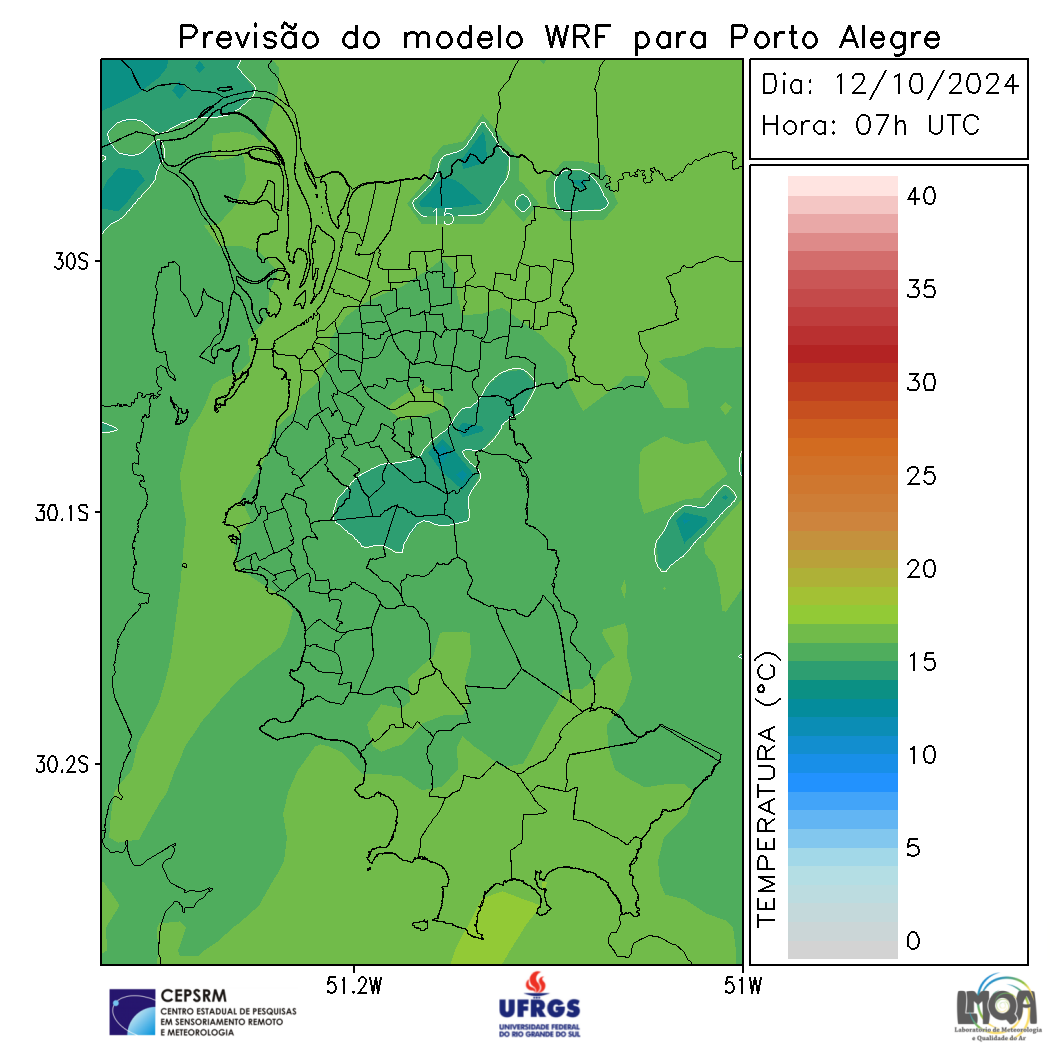 Previsão do modelo WRF para Porto Alegre
Dia: 12/10/2024
Hora: 07h UTC
40
35
30
25
20
15
10
5
0
TEMPERATURA (°C)
15
30S
30.1S
30.2S
51.2W
51W
CEPSRM
CENTRO ESTADUAL DE PESQUISAS
EM SENSORIAMENTO REMOTO
E METEOROLOGIA
UFRGS
UNIVERSIDADE FEDERAL
DO RIO GRANDE DO SUL
LMQA
Laboratório de Meteorologia
e Qualidade do Ar